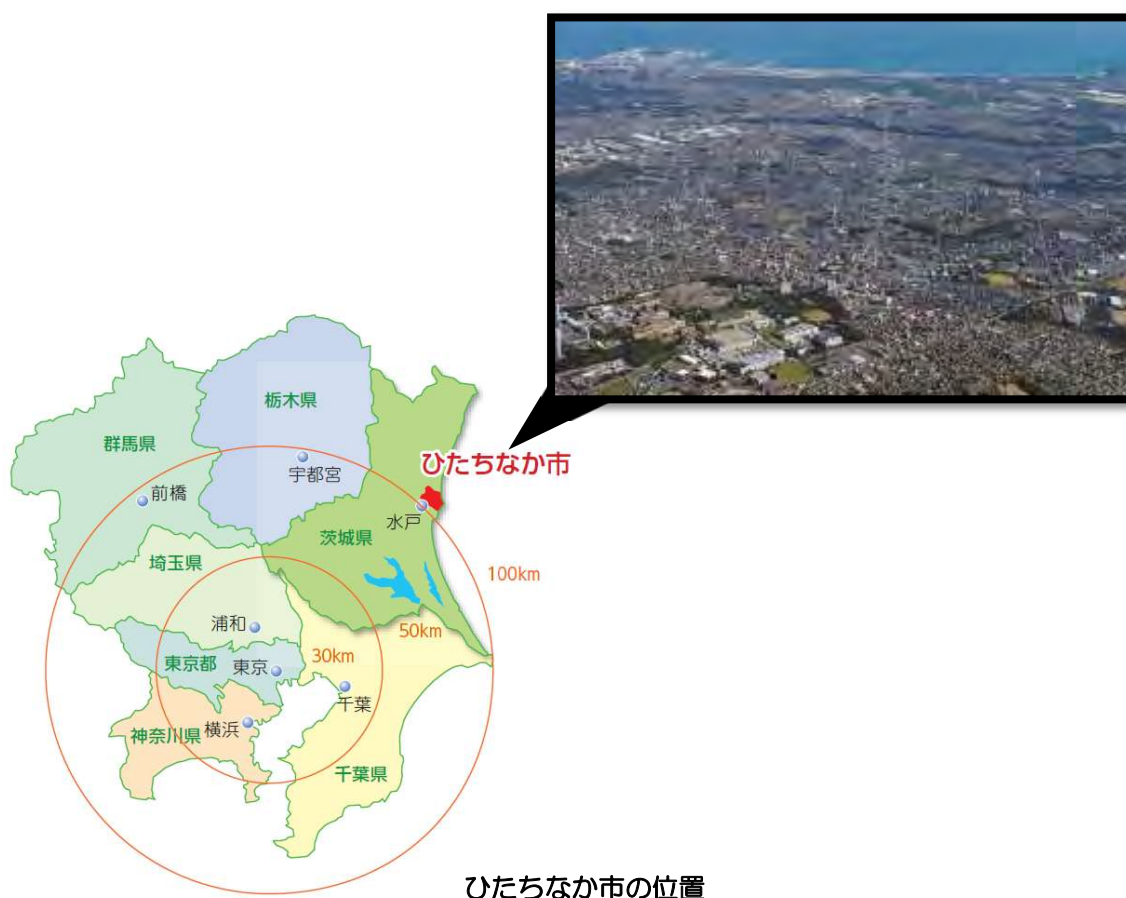 栃木県
群馬県
ひたちなか市
宇都宮
前橋
水戸
茨城県
埼玉県
100km
浦和
50km
東京都
東京
30km
千葉
神奈川県
横浜
千葉県
ひたちなか市の位置